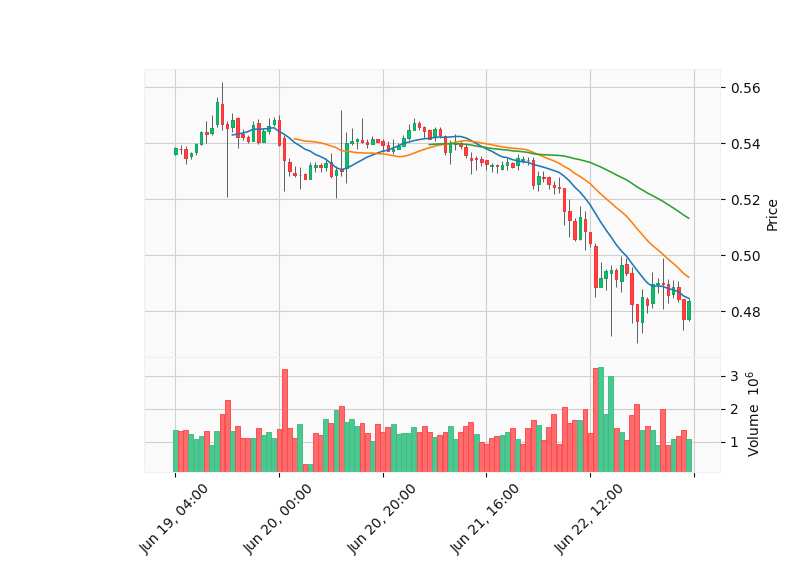 0.56
0.54
0.52
0.50
0.48
Price
3
2
1
Volume 10^6
Jun 19, 04:00
Jun 20, 00:00
Jun 20, 20:00
Jun 21, 16:00
Jun 22, 12:00